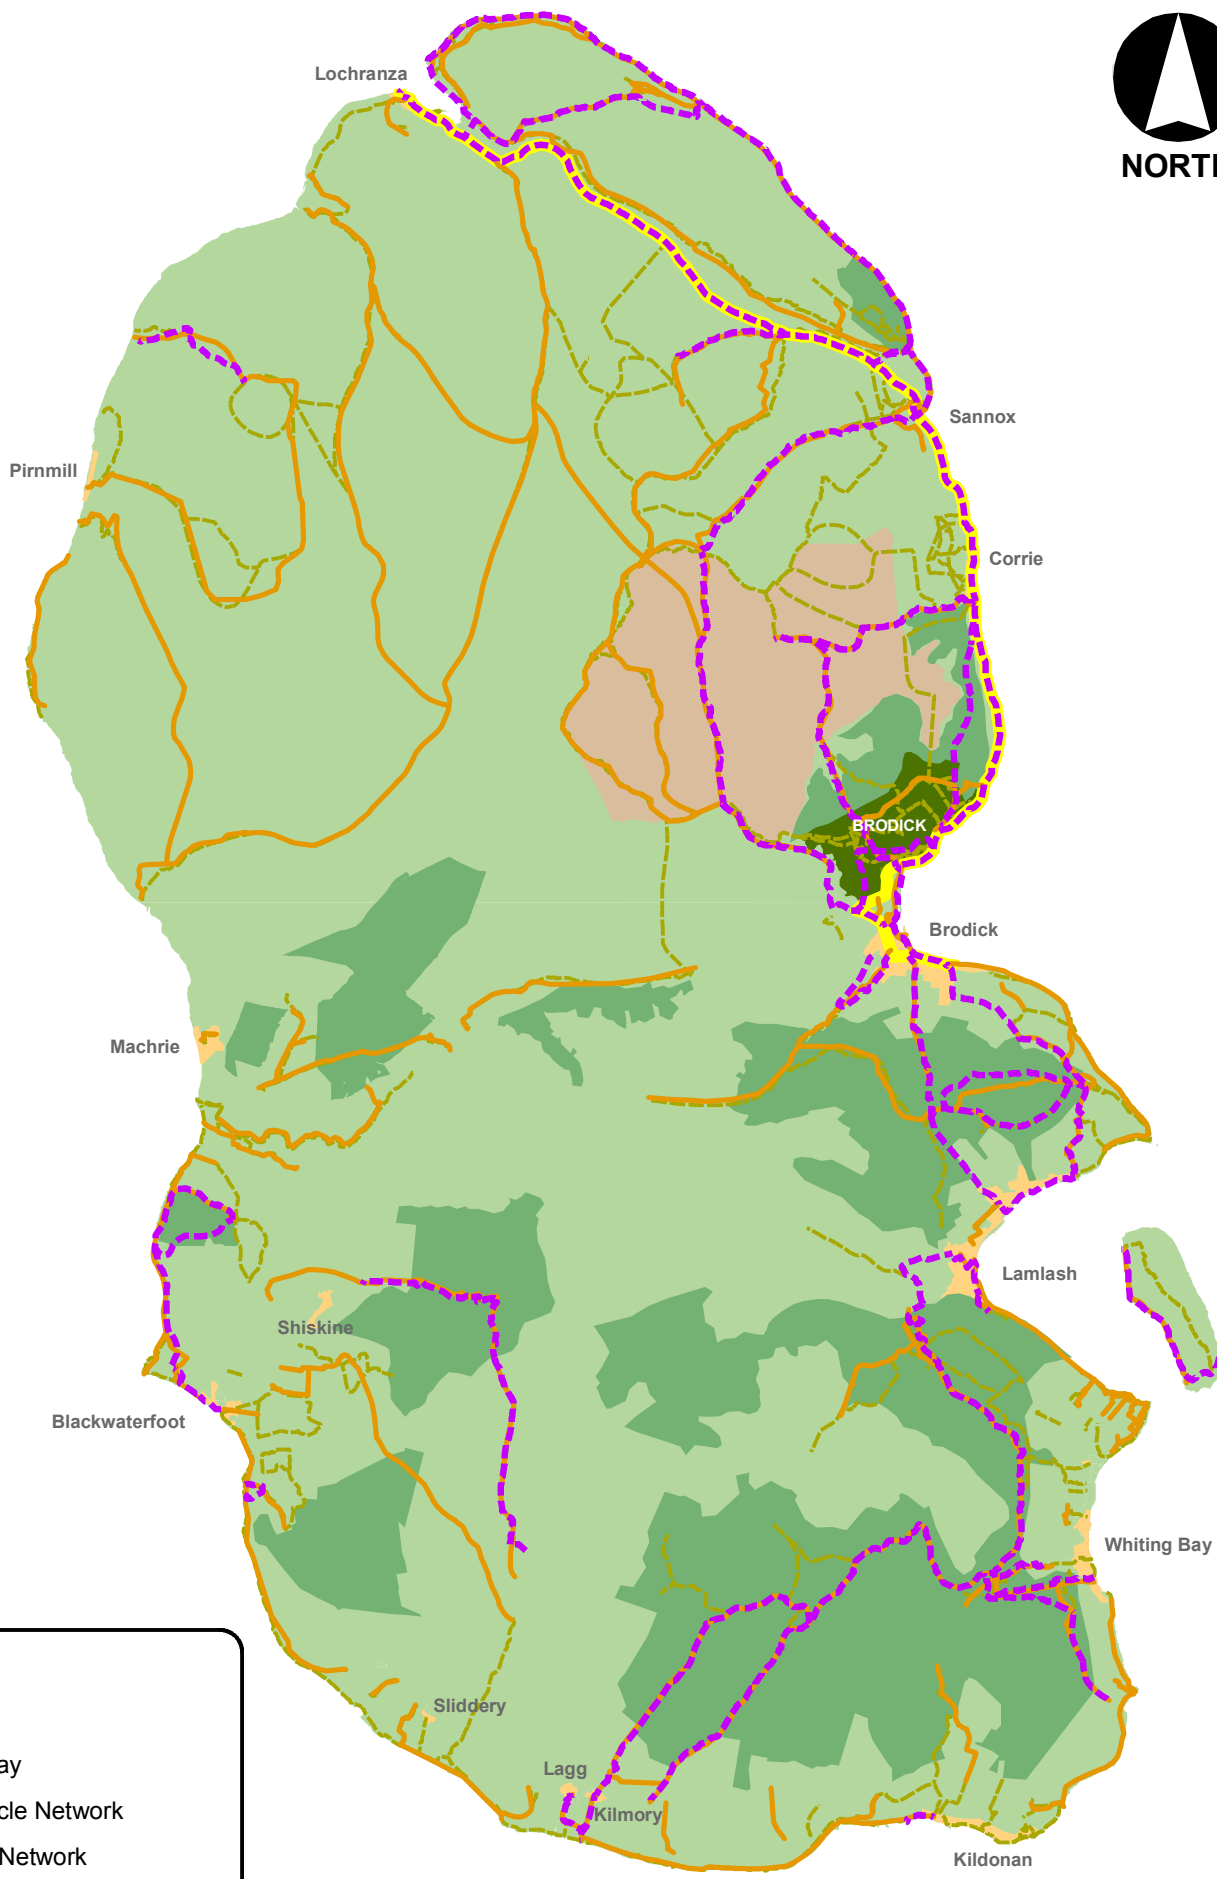 Lochranza
NORTH
Sannox
Pirnmill
Corrie
BRODICK
Brodick
Machrie
Lamlash
Shiskine
Blackwaterfoot
Whiting Bay
Sliddery
Lagg
Kilmory
Kildonan
ay
cle Network
Network